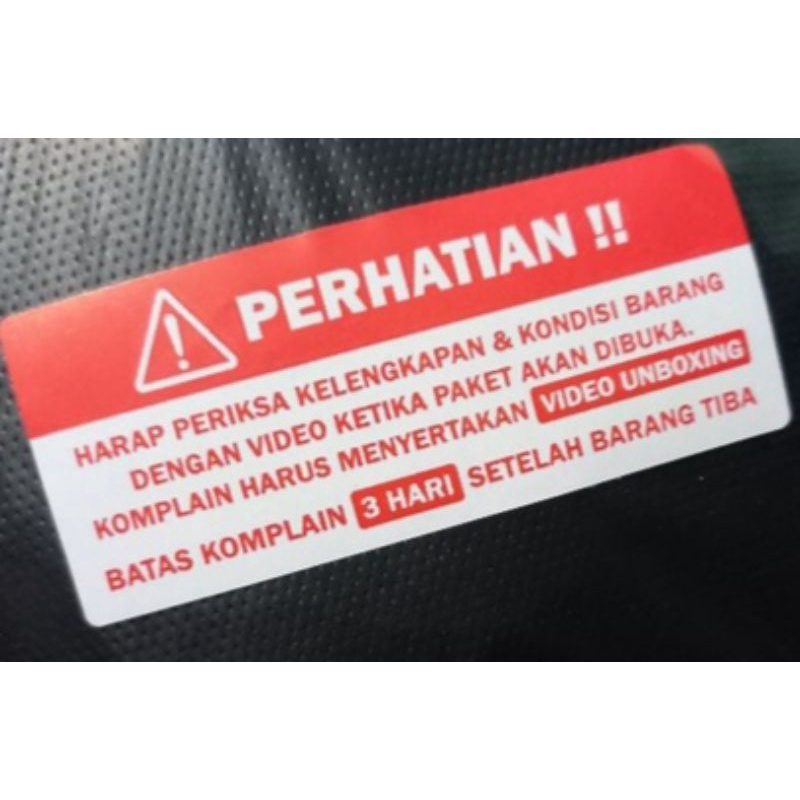 PERHATIAN !!
HARAP PERIKSA KELENGKAPAN & KONDISI BARANG
DENGAN VIDEO KETIKA PAKET AKAN DIBUKA.
KOMPLAIN HARUS MENYERTAKAN VIDEO UNBOXING
BATAS KOMPLAIN 3 HARI SETELAH BARANG TIBA